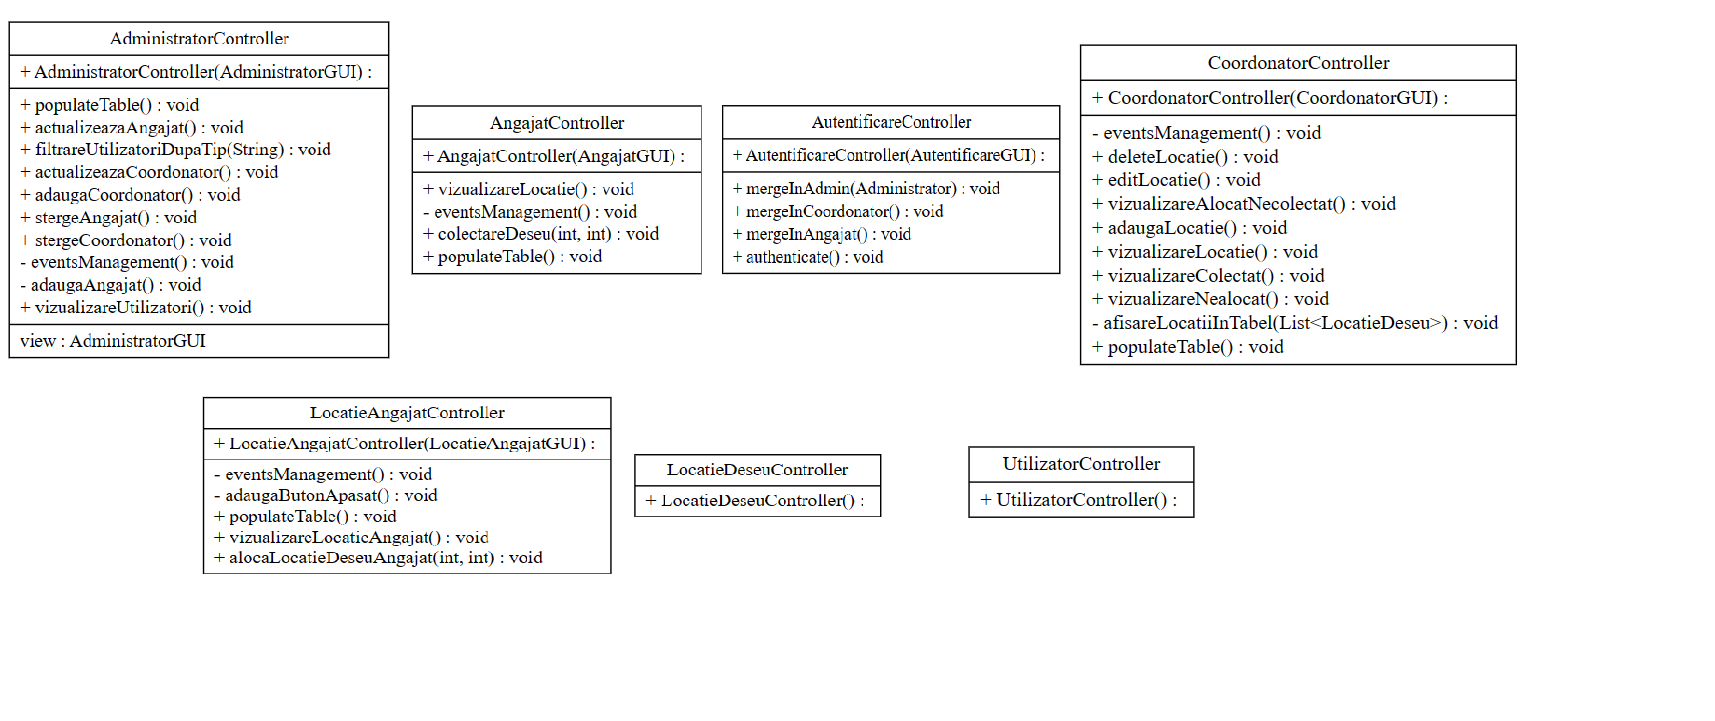 AdministratorController
+ AdministratorController(AdministratorGUI) :
+ populateTable() : void
+ actualizeazaAngajat() : void
+ filtrareUtilizatoriDupaTip(String) : void
+ actualizeazaCoordonator() : void
+ adaugaCoordonator() : void
+ stergeAngajat() : void
+ stergeCoordonator() : void
- eventsManagement() : void
- adaugaAngajat() : void
+ vizualizareUtilizatori() : void
view : AdministratorGUI
AngajatController
+ AngajatController(AngajatGUI) :
+ vizualizareLocatie() : void
- eventsManagement() : void
+ colectareDeseu(int, int) : void
+ populateTable() : void
AutentificareController
+ AutentificareController(AutentificareGUI) :
+ mergeInAdmin(Administrator) : void
+ mergeInCoordonator() : void
+ mergeInAngajat() : void
+ authenticate() : void
CoordonatorController
+ CoordonatorController(CoordonatorGUI) :
- eventsManagement() : void
+ deleteLocatie() : void
+ editLocatie() : void
+ vizualizareAlocatNecolectat() : void
+ adaugaLocatie() : void
+ vizualizareLocatie() : void
+ vizualizareColectat() : void
+ vizualizareNealocat() : void
- afisareLocatiiInTabel(List<LocatieDeseu>) : void
+ populateTable() : void
LocatieAngajatController
+ LocatieAngajatController(LocatieAngajatGUI) :
- eventsManagement() : void
- adaugaButonApasat() : void
+ populateTable() : void
+ vizualizareLocatieAngajat() : void
+ alocaLocatieDeseuAngajat(int, int) : void
LocatieDeseuController
+ LocatieDeseuController() :
UtilizatorController
+ UtilizatorController() :